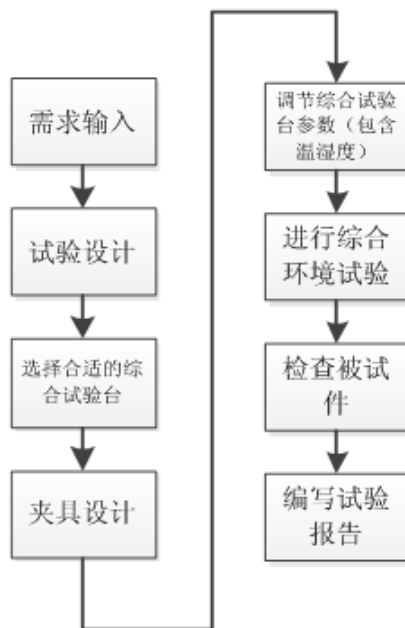 需求输入
试验设计
选择合适的综
合试验台
夹具设计
调节综合试验
台参数（包含
温湿度）
进行综合
环境试验
检查被试
件
编写试验
报告